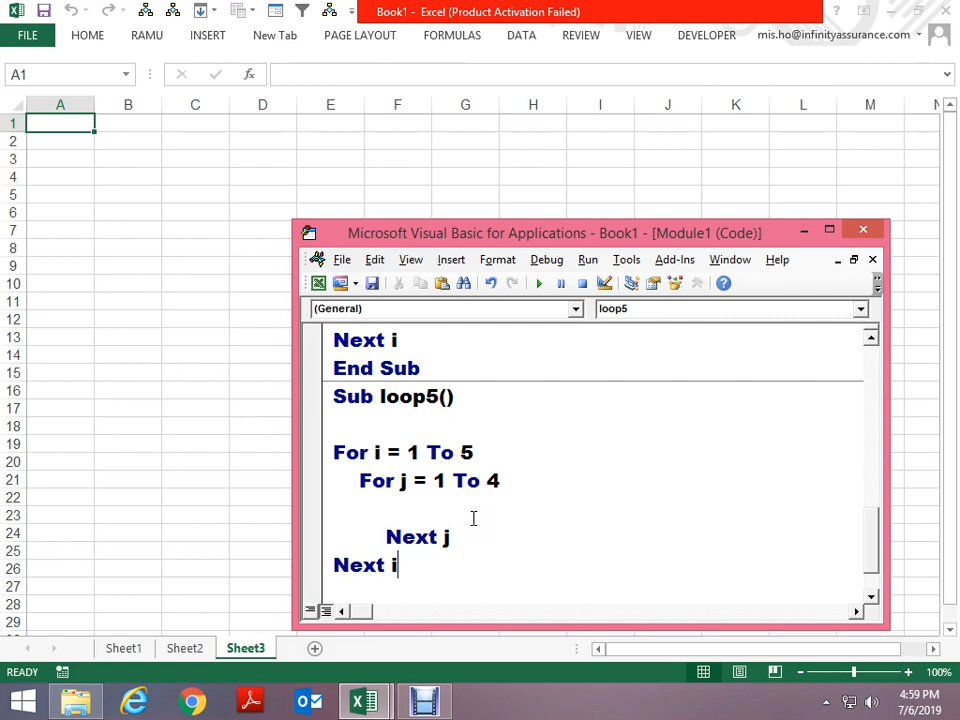 Book1 - Excel (Product Activation Failed)
FILE HOME RAMU INSERT New Tab PAGE LAYOUT FORMULAS DATA REVIEW VIEW DEVELOPER mis.ho@infinityassurance.com
A1 fx
A B C D E F G H I J K L M N
1
2
3
4
5
6
7
8
9
10
11
12
13
14
15
16
17
18
19
20
21
22
23
24
25
26
27
28
29
Microsoft Visual Basic for Applications - Book1 - [Module1 (Code)]
File Edit View Insert Format Debug Run Tools Add-Ins Window Help
(General) loop5
Next i
End Sub
Sub loop5()
For i = 1 To 5
For j = 1 To 4
Next j
Next i
Sheet1 Sheet2 Sheet3
READY 100%
4:59 PM
7/6/2019